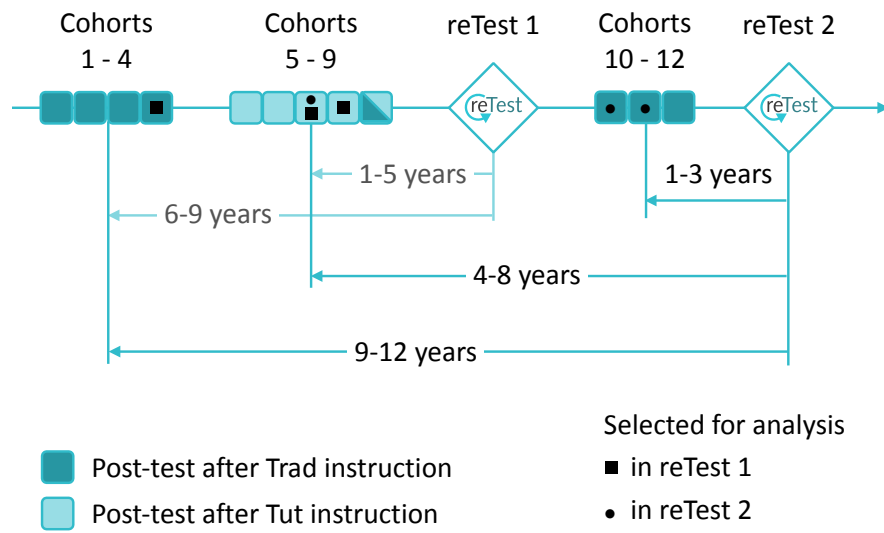 Cohorts
1 - 4
Cohorts
5 - 9
reTest 1
Cohorts
10 - 12
reTest 2
reTest
reTest
1-5 years
1-3 years
6-9 years
4-8 years
9-12 years
Selected for analysis
Post-test after Trad instruction
in reTest 1
Post-test after Tut instruction
in reTest 2